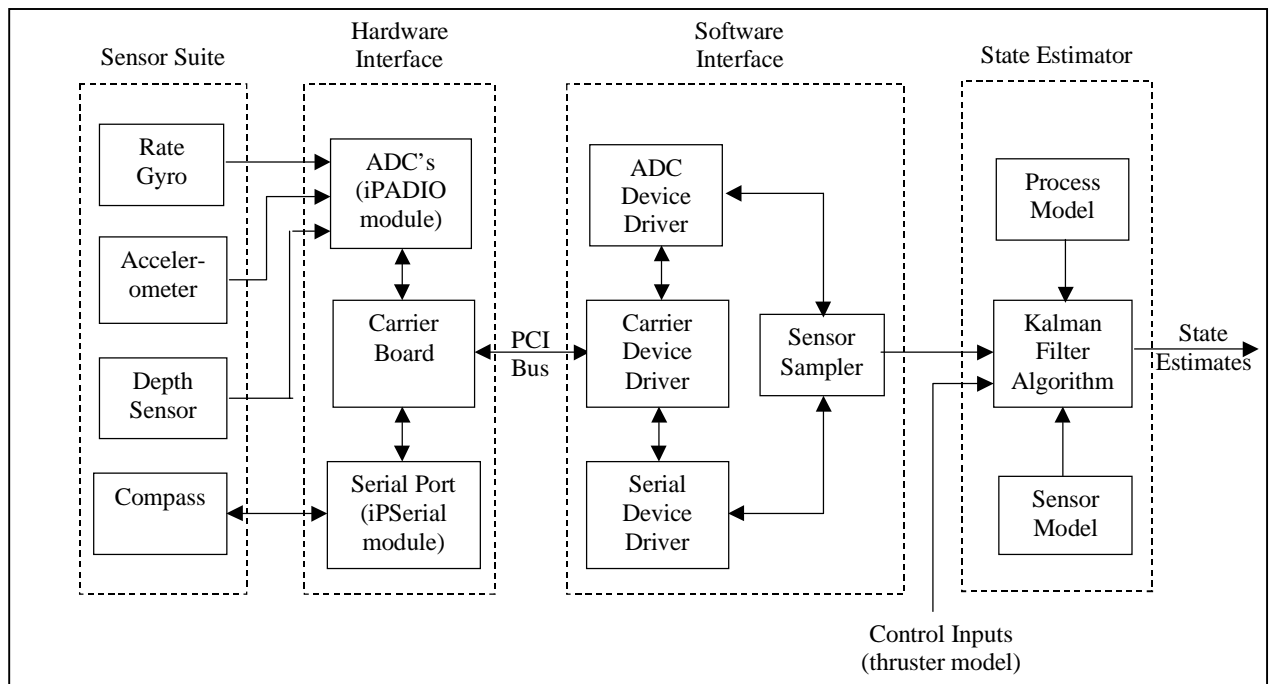 Sensor Suite
Hardware
Interface
Software
Interface
State Estimator
Rate
Gyro
Acceler-
ometer
Depth
Sensor
Compass
ADC's
(iPADIO
module)
Carrier
Board
Serial Port
(iPSerial
module)
PCI
Bus
ADC
Device
Driver
Carrier
Device
Driver
Serial
Device
Driver
Sensor
Sampler
Process
Model
Kalman
Filter
Algorithm
Sensor
Model
State
Estimates
Control Inputs
(thruster model)